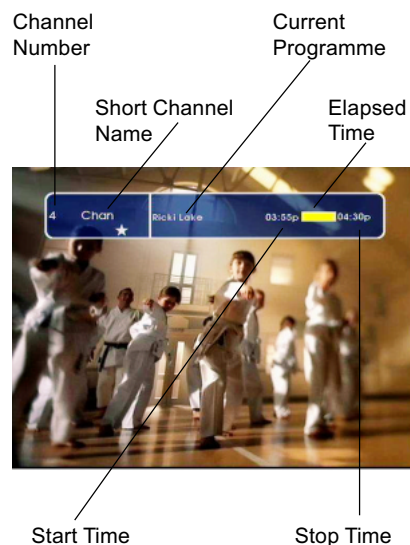 Channel
Number
Current
Programme
Short Channel
Name
Elapsed
Time
4 Chan Ricki Lake 03:55p 04:30p
Start Time
Stop Time